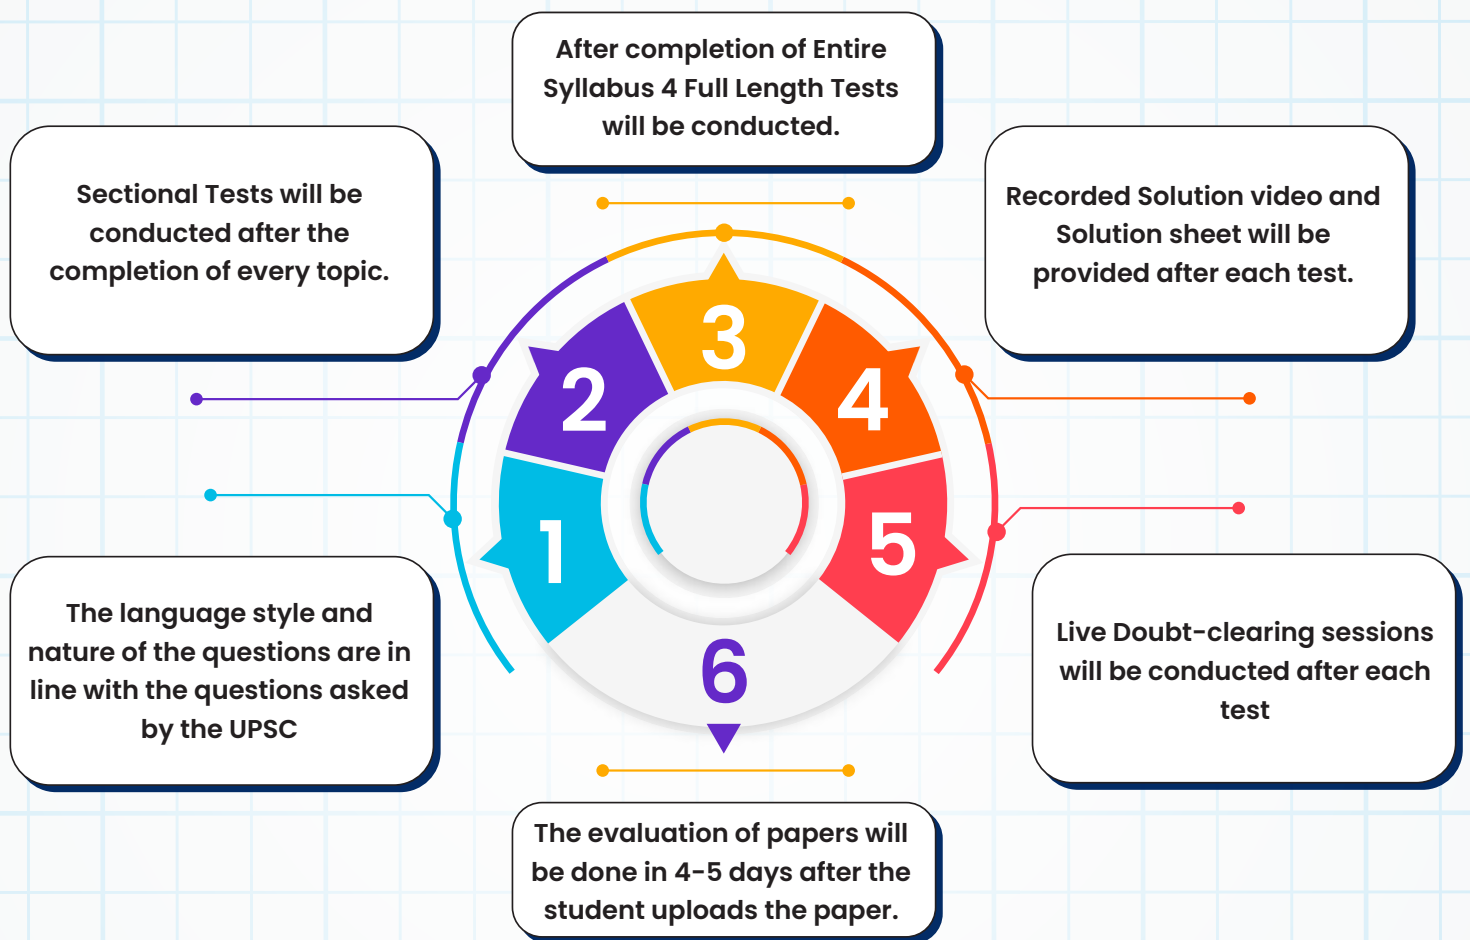 After completion of Entire
Syllabus 4 Full Length Tests
will be conducted.
Sectional Tests will be
conducted after the
completion of every topic.
Recorded Solution video and
Solution sheet will be
provided after each test.
3
2
4
1
5
6
The language style and
nature of the questions are in
line with the questions asked
by the UPSC
Live Doubt-clearing sessions
will be conducted after each
test
The evaluation of papers will
be done in 4-5 days after the
student uploads the paper.